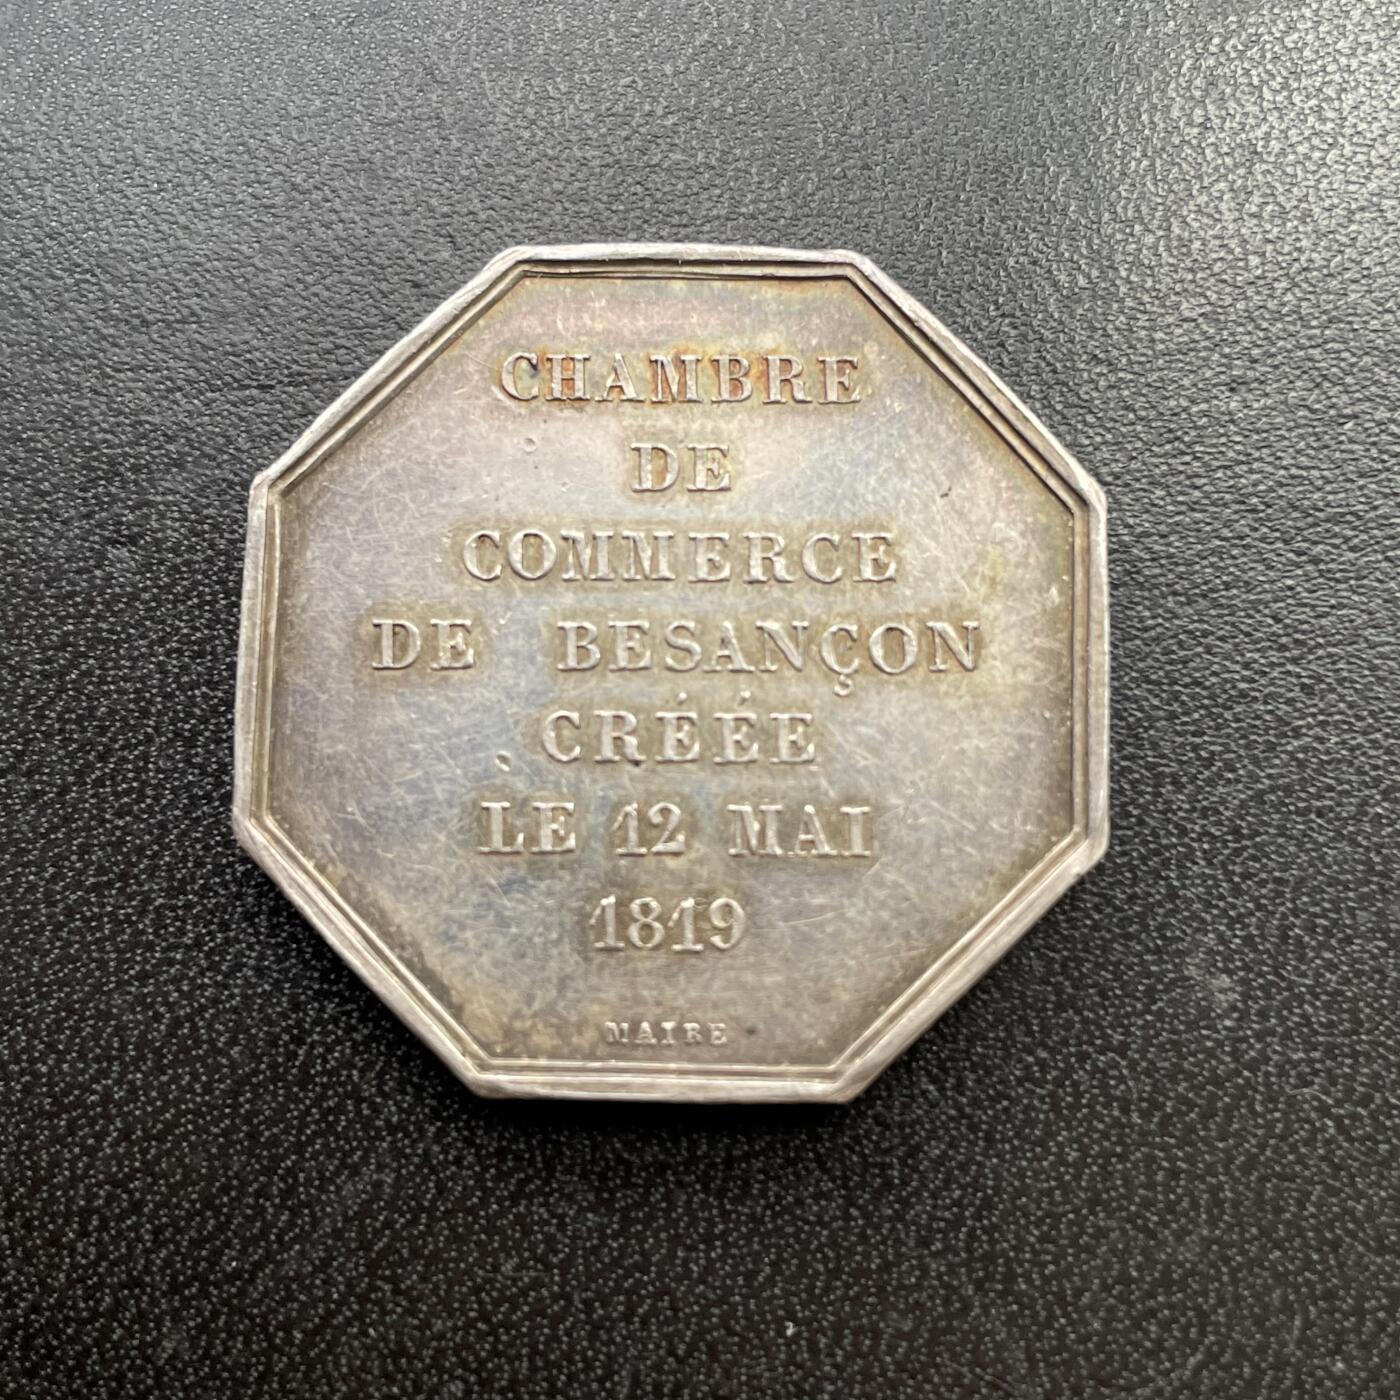 CHAMBRE
DE
COMMERCE
DE BESANÇON
CRÉÉE
LE 12 MAI
1819
MAIRE